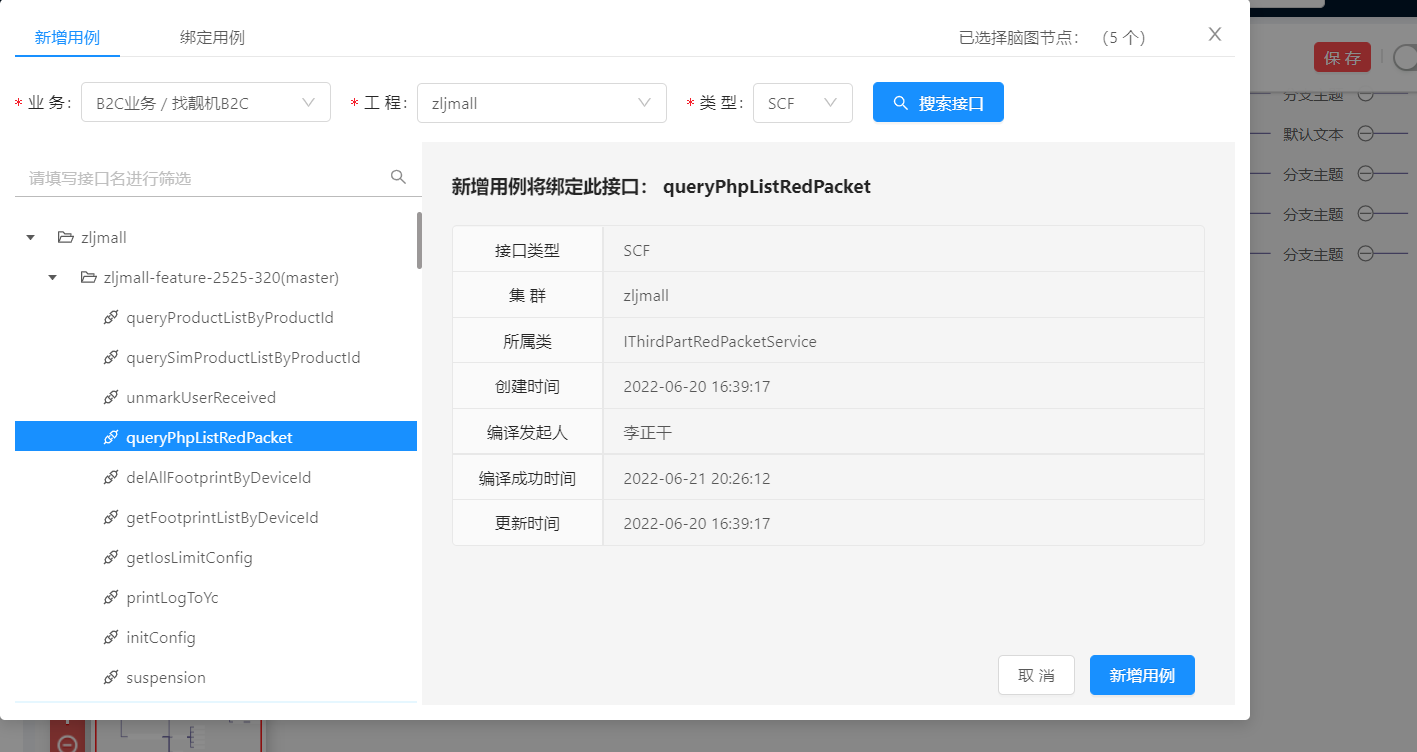 新增用例 绑定用例 已选择脑图节点: (5 个)
保 存
* 业 务: B2C业务 / 找靓机B2C * 工 程: zljmall * 类 型: SCF 搜索接口
分支主题
默认文本
分支主题
分支主题
分支主题
请填写接口名进行筛选
zljmall
zljmall-feature-2525-320(master)
queryProductListByProductId
querySimProductListByProductId
unmarkUserReceived
queryPhpListRedPacket
delAllFootprintByDeviceId
getFootprintListByDeviceId
getIosLimitConfig
printLogToYc
initConfig
suspension
新增用例将绑定此接口: queryPhpListRedPacket
接口类型 SCF
集 群 zljmall
所属类 IThirdPartRedPacketService
创建时间 2022-06-20 16:39:17
编译发起人 李正干
编译成功时间 2022-06-21 20:26:12
更新时间 2022-06-20 16:39:17
取 消 新增用例